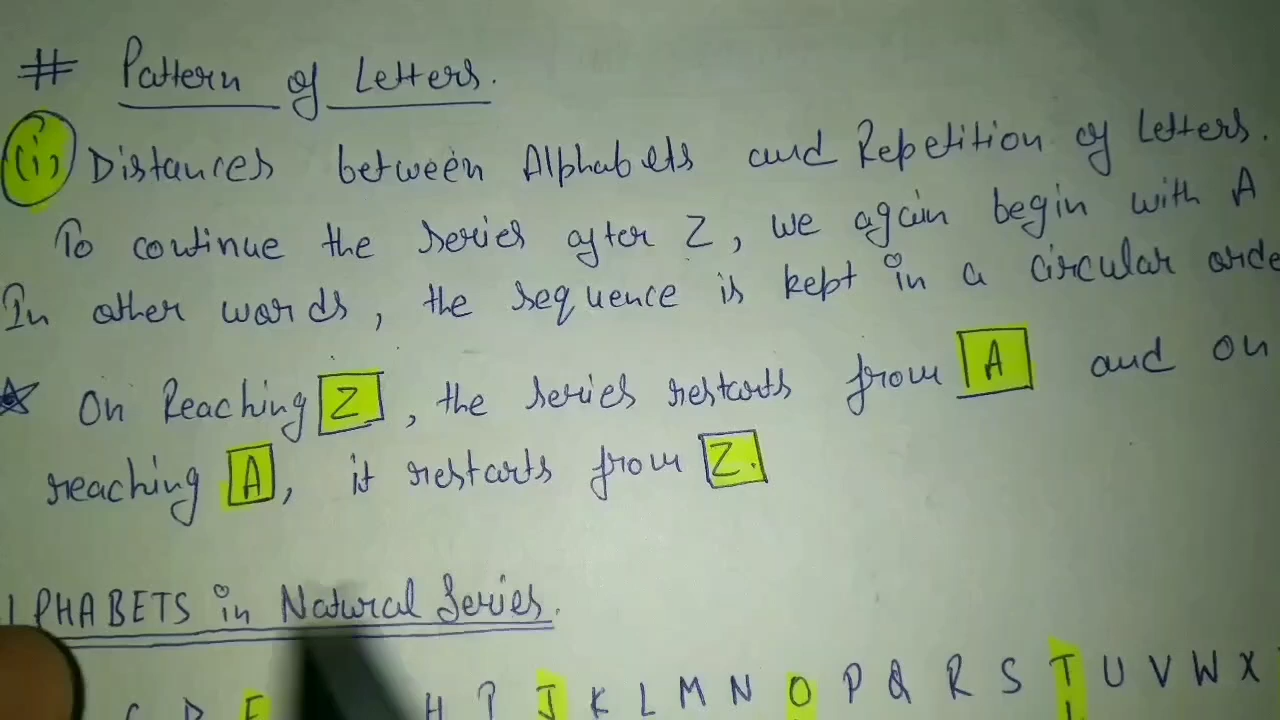 # Pattern of Letters.
(i) Distances between Alphabets and Repetition of Letters.
To continue the series after Z, we again begin with A
In other words, the sequence is kept in a circular orde
On Reaching Z, the series restarts from A and on
reaching A, it restarts from Z.
LPHABETS in Natural Series.
C D E H I J K L M N O P Q R S T U V W X